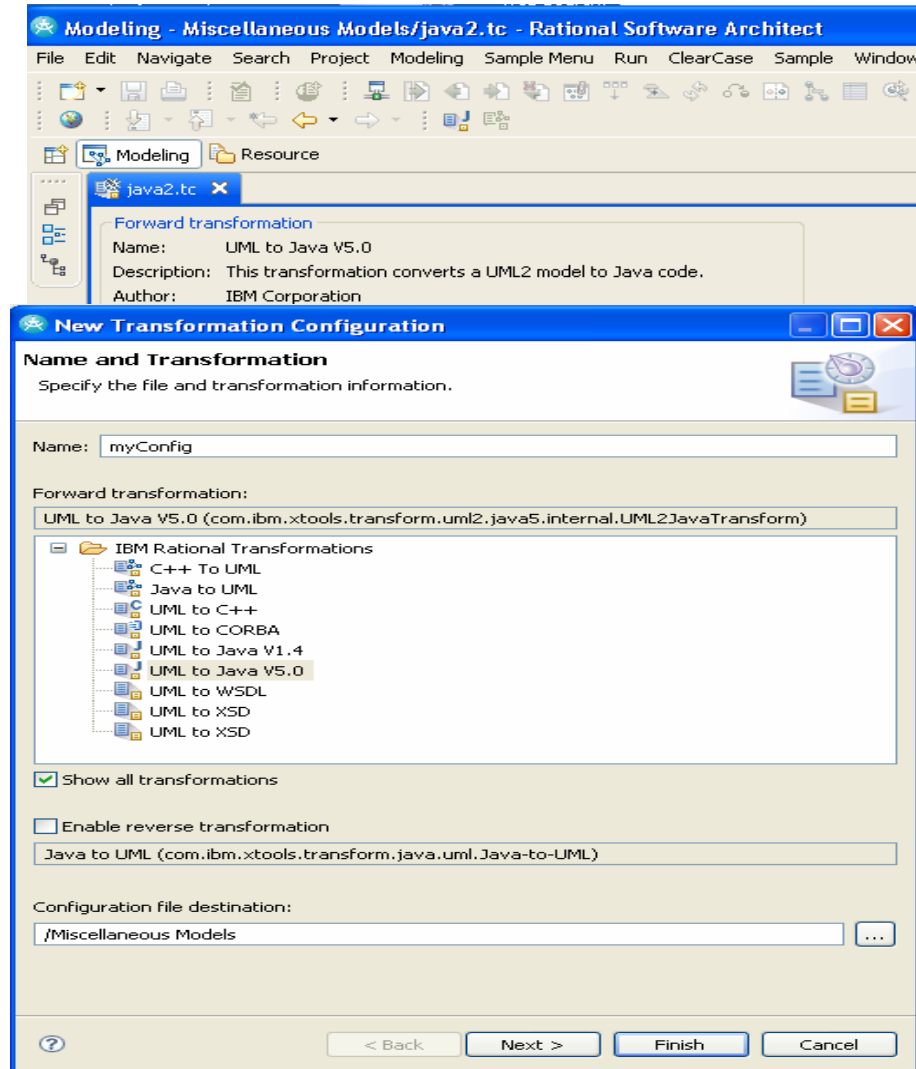 Modeling - Miscellaneous Models/java2.tc - Rational Software Architect
File Edit Navigate Search Project Modeling Sample Menu Run ClearCase Sample Window
Modeling Resource
java2.tc
Forward transformation
Name: UML to Java V5.0
Description: This transformation converts a UML2 model to Java code.
Author: IBM Corporation
New Transformation Configuration
Name and Transformation
Specify the file and transformation information.
Name: myConfig
Forward transformation:
UML to Java V5.0 (com.ibm.xtools.transform.uml2.java5.internal.UML2JavaTransform)
IBM Rational Transformations
C++ To UML
Java to UML
UML to C++
UML to CORBA
UML to Java V1.4
UML to Java V5.0
UML to WSDL
UML to XSD
UML to XSD
Show all transformations
Enable reverse transformation
Java to UML (com.ibm.xtools.transform.java.uml.Java-to-UML)
Configuration file destination:
/Miscellaneous Models
...
< Back Next > Finish Cancel